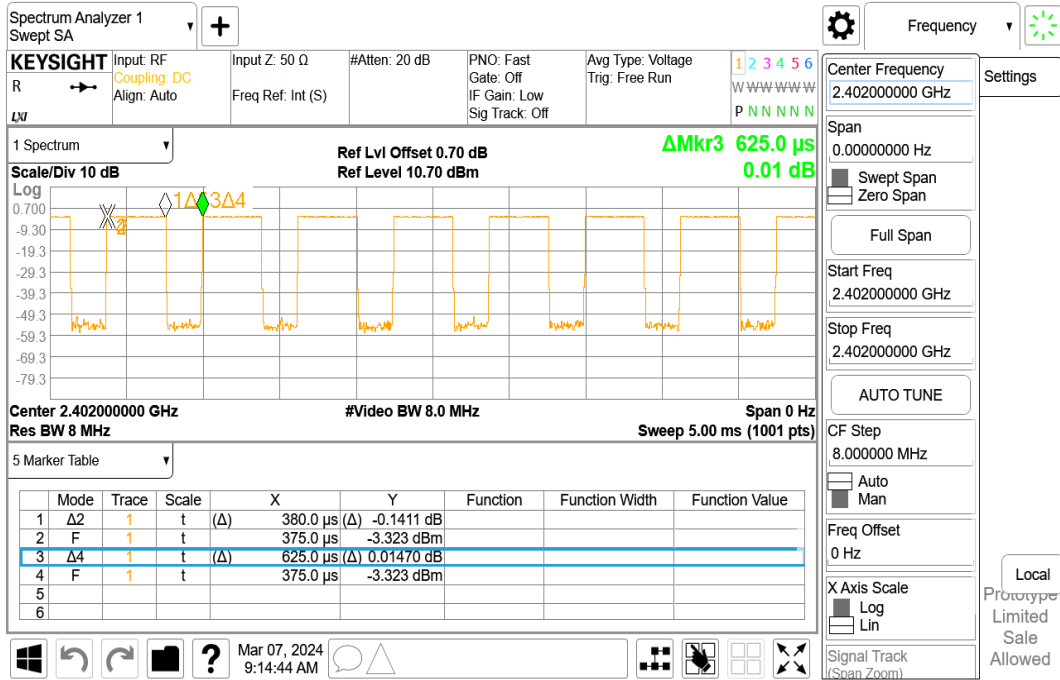 Spectrum Analyzer 1
Swept SA
▼
+
Frequency ▼
KEYSIGHT
R
LXI
Input: RF
Coupling: DC
Align: Auto
Input Z: 50 Ω
Freq Ref: Int (S)
#Atten: 20 dB
PNO: Fast
Gate: Off
IF Gain: Low
Sig Track: Off
Avg Type: Voltage
Trig: Free Run
1 2 3 4 5 6
W W W W W W
P N N N N N
1 Spectrum ▼
Scale/Div 10 dB
Ref Lvl Offset 0.70 dB
Ref Level 10.70 dBm
ΔMkr3 625.0 µs
0.01 dB
Log
0.700
-9.30
-19.3
-29.3
-39.3
-49.3
-59.3
-69.3
-79.3
3Δ4
Center 2.402000000 GHz
#Video BW 8.0 MHz
Span 0 Hz
Res BW 8 MHz
Sweep 5.00 ms (1001 pts)
5 Marker Table ▼
Mode Trace Scale X Y Function Function Width Function Value
1 Δ2 1 t (Δ) 380.0 µs (Δ) -0.1411 dB
2 F 1 t 375.0 µs -3.323 dBm
3 Δ4 1 t (Δ) 625.0 µs (Δ) 0.01470 dB
4 F 1 t 375.0 µs -3.323 dBm
5
6
?
Mar 07, 2024
9:14:44 AM
Center Frequency
2.402000000 GHz
Settings
Span
0.00000000 Hz
Swept Span
Zero Span
Full Span
Start Freq
2.402000000 GHz
Stop Freq
2.402000000 GHz
AUTO TUNE
CF Step
8.000000 MHz
Auto
Man
Freq Offset
0 Hz
X Axis Scale
Log
Lin
Signal Track
(Span Zoom)
Local
Prototype
Limited
Sale
Allowed